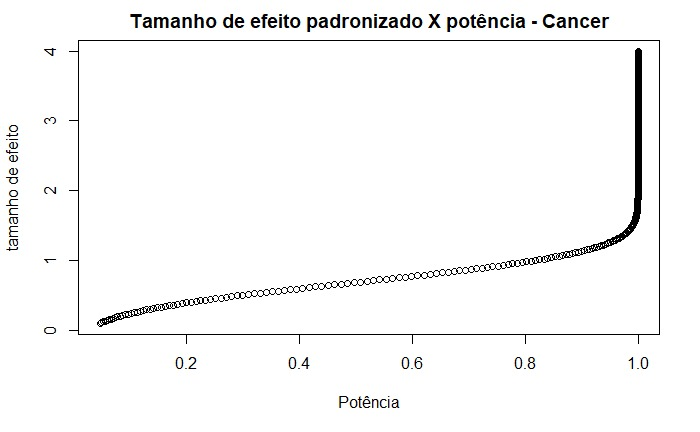 Tamanho de efeito padronizado X potência - Cancer
tamanho de efeito
4
3
2
1
0
0.2 0.4 0.6 0.8 1.0
Potência